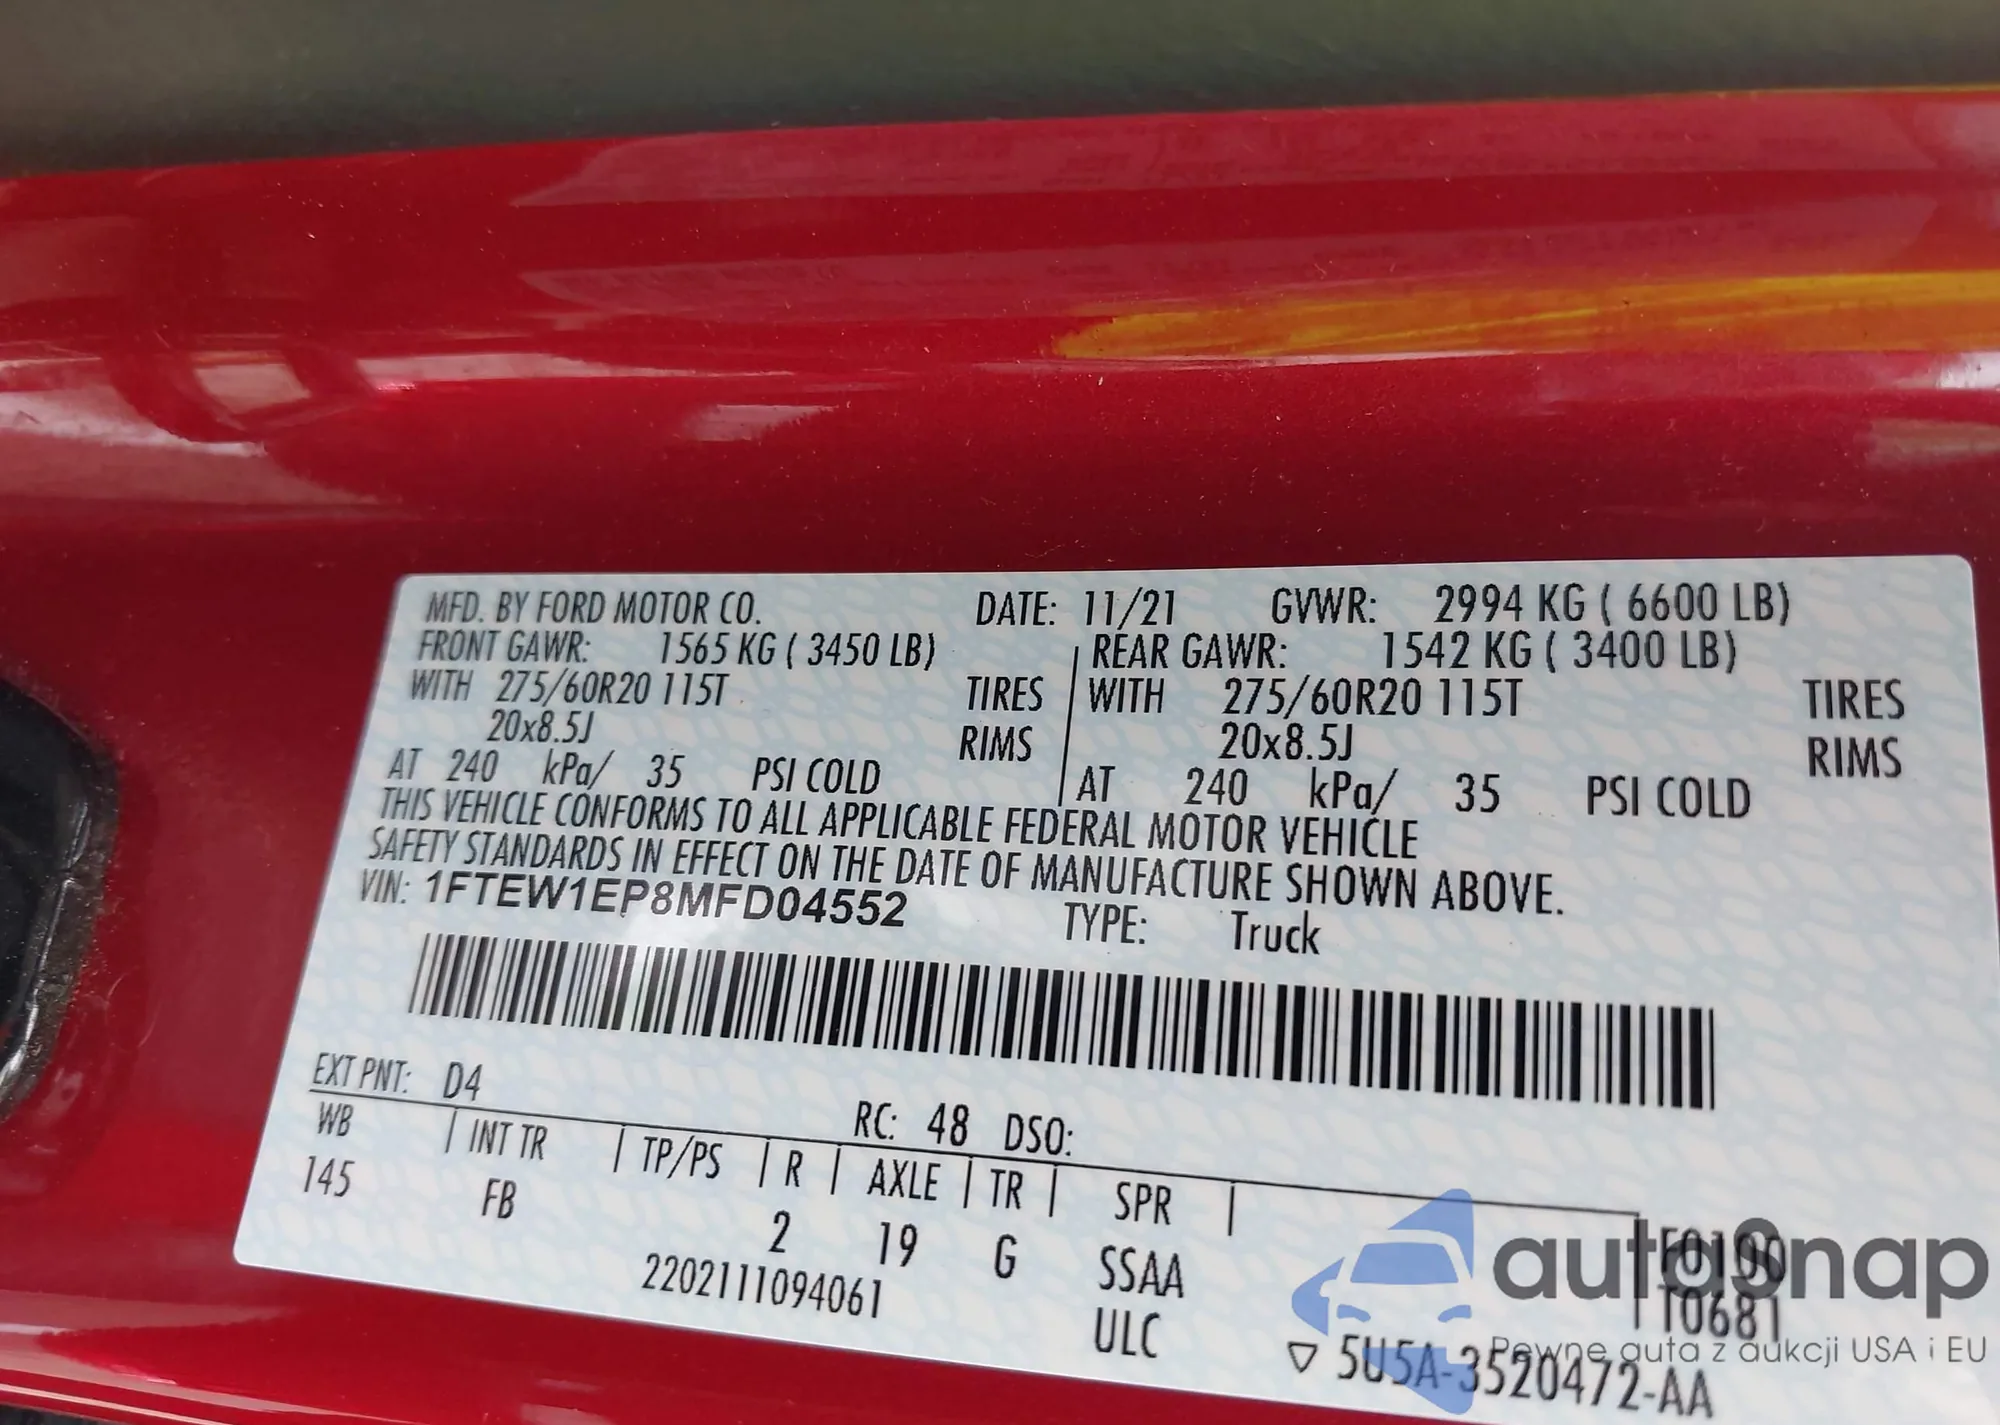 MFD. BY FORD MOTOR CO. DATE: 11/21 GVWR: 2994 KG ( 6600 LB)
FRONT GAWR: 1565 KG ( 3450 LB) REAR GAWR: 1542 KG ( 3400 LB)
WITH 275/60R20 115T TIRES WITH 275/60R20 115T TIRES
20x8.5J RIMS 20x8.5J RIMS
AT 240 kPa/ 35 PSI COLD AT 240 kPa/ 35 PSI COLD
THIS VEHICLE CONFORMS TO ALL APPLICABLE FEDERAL MOTOR VEHICLE
SAFETY STANDARDS IN EFFECT ON THE DATE OF MANUFACTURE SHOWN ABOVE.
VIN: 1FTEW1EP8MFD04552 TYPE: Truck
EXT PNT: D4 RC: 48 DSO:
WB INT TR TP/PS R AXLE TR SPR
145 FB 2 19 G SSAA F0100
2202111094061 ULC T0681
5U5A-3520472-AA
autosnap
Pewne auta z aukcji USA i EU